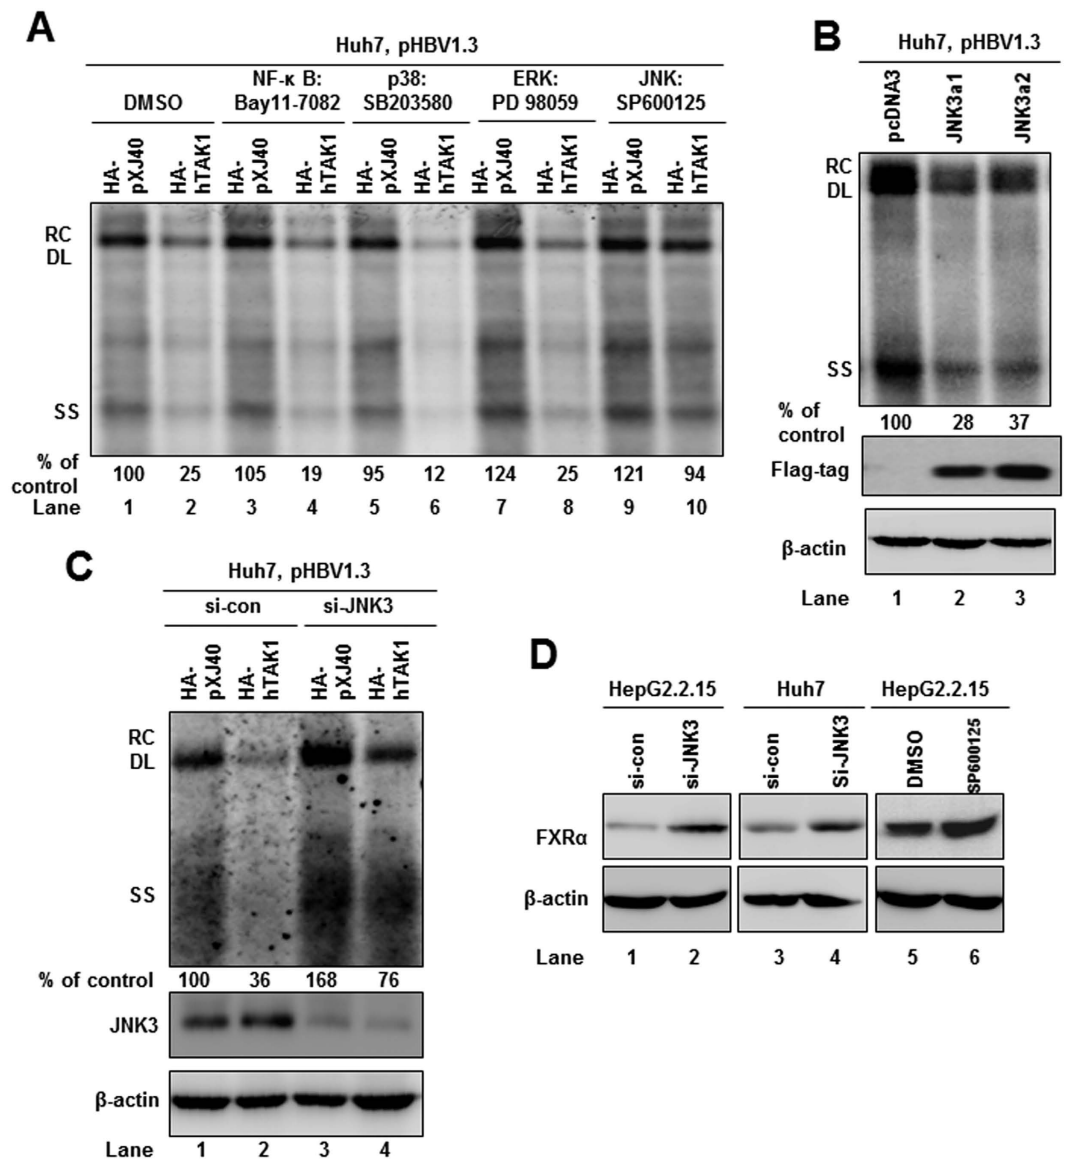 A
Huh7, pHBV1.3
DMSO
NF-κ B:
Bay11-7082
p38:
SB203580
ERK:
PD 98059
JNK:
SP600125
HA-
pXJ40
HA-
hTAK1
HA-
pXJ40
HA-
hTAK1
HA-
pXJ40
HA-
hTAK1
HA-
pXJ40
HA-
hTAK1
HA-
pXJ40
HA-
hTAK1
RC
DL
SS
% of
control
100 25 105 19 95 12 124 25 121 94
Lane 1 2 3 4 5 6 7 8 9 10
B
Huh7, pHBV1.3
pcDNA3
JNK3a1
JNK3a2
RC
DL
SS
% of
control
100 28 37
Flag-tag
β-actin
Lane 1 2 3
C
Huh7, pHBV1.3
si-con si-JNK3
HA-
pXJ40
HA-
hTAK1
HA-
pXJ40
HA-
hTAK1
RC
DL
SS
% of control 100 36 168 76
JNK3
β-actin
Lane 1 2 3 4
D
HepG2.2.15 Huh7 HepG2.2.15
si-con
si-JNK3
si-con
Si-JNK3
DMSO
SP600125
FXRα
β-actin
Lane 1 2 3 4 5 6